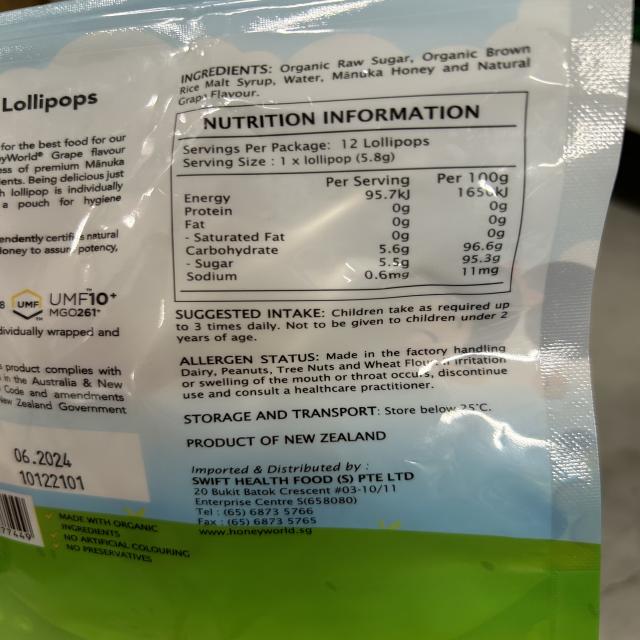 Lollipops
for the best food for our
yWorld® Grape flavour
ss of premium Mānuka
ents. Being delicious just
h lollipop is individually
a pouch for hygiene
endently certifies natural
oney to assure potency,
UMF
UMF™10+
MGO261+
dividually wrapped and
product complies with
in the Australia & New
Code and amendments
ew Zealand Government
06.2024
10122101
77449
MADE WITH ORGANIC
INGREDIENTS
NO ARTIFICIAL COLOURING
NO PRESERVATIVES
INGREDIENTS: Organic Raw Sugar, Organic Brown
Rice Malt Syrup, Water, Mānuka Honey and Natural
Grape Flavour.
NUTRITION INFORMATION
Servings Per Package: 12 Lollipops
Serving Size : 1 x lollipop (5.8g)
Per Serving Per 100g
Energy 95.7kJ 1650kJ
Protein 0g 0g
Fat 0g 0g
- Saturated Fat 0g 0g
Carbohydrate 5.6g 96.6g
- Sugar 5.5g 95.3g
Sodium 0.6mg 11mg
SUGGESTED INTAKE: Children take as required up
to 3 times daily. Not to be given to children under 2
years of age.
ALLERGEN STATUS: Made in the factory handling
Dairy, Peanuts, Tree Nuts and Wheat Flour. If irritation
or swelling of the mouth or throat occurs, discontinue
use and consult a healthcare practitioner.
STORAGE AND TRANSPORT: Store below 25°C.
PRODUCT OF NEW ZEALAND
Imported & Distributed by :
SWIFT HEALTH FOOD (S) PTE LTD
20 Bukit Batok Crescent #03-10/11
Enterprise Centre S(658080)
Tel : (65) 6873 5766
Fax : (65) 6873 5765
www.honeyworld.sg